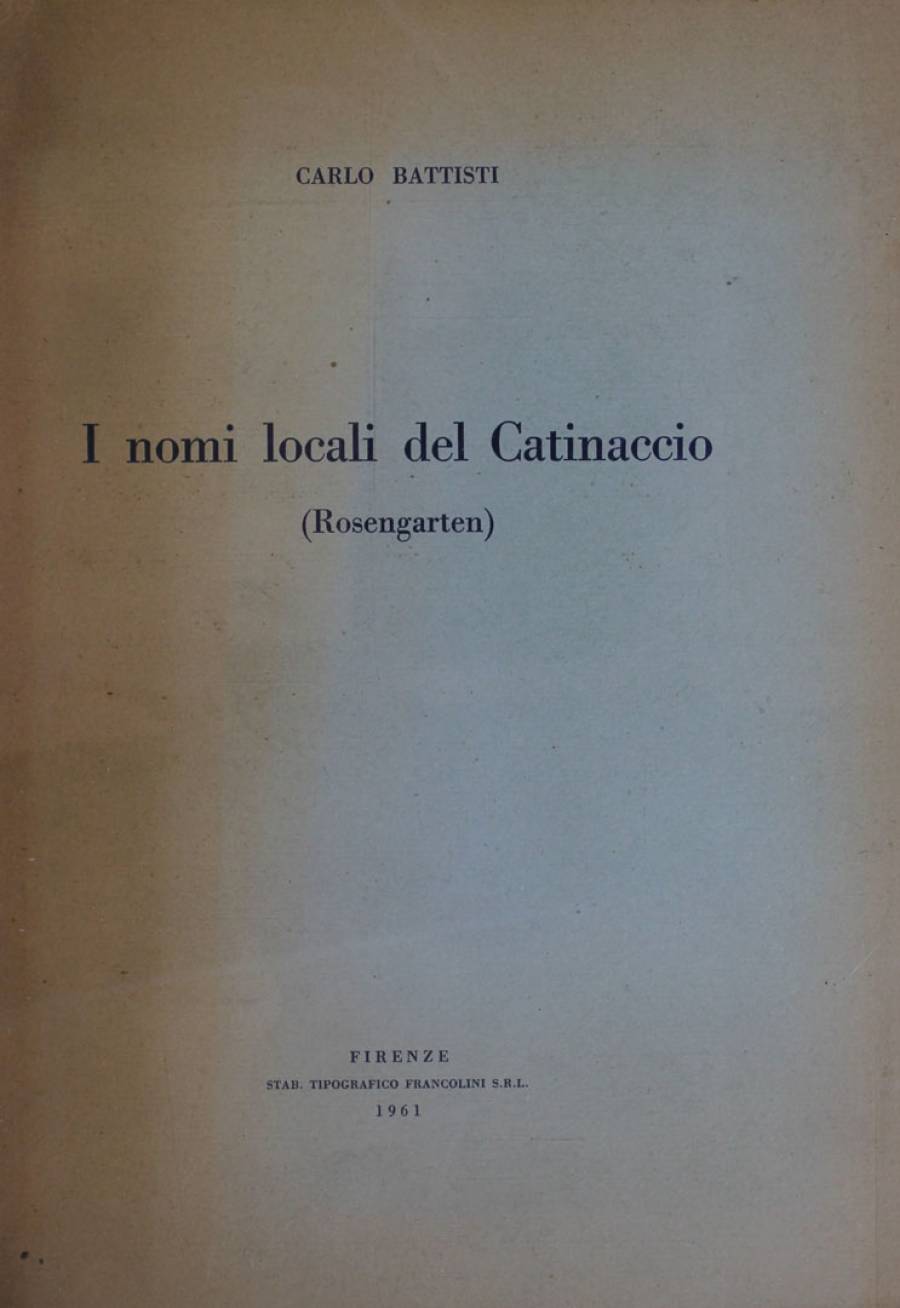 CARLO BATTISTI
I nomi locali del Catinaccio
(Rosengarten)
FIRENZE
STAB. TIPOGRAFICO FRANCOLINI S.R.L.
1961